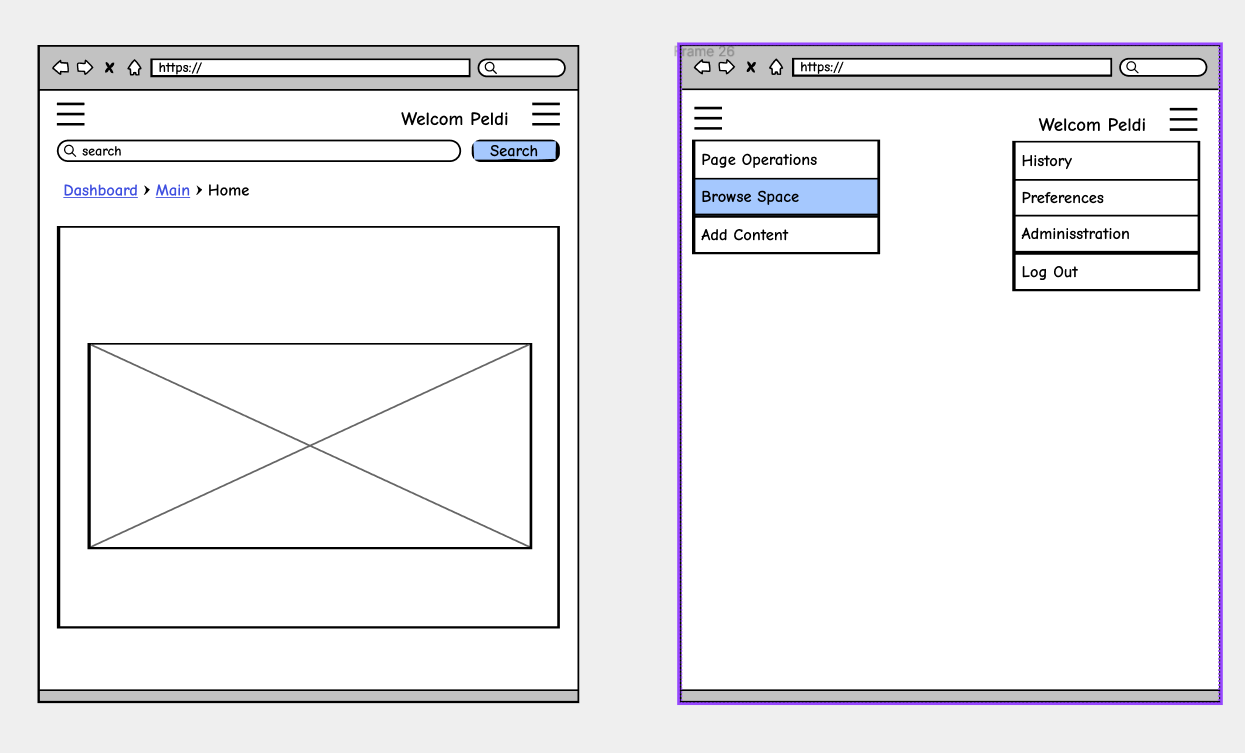 https://
Welcom Peldi
search
Search
Dashboard > Main > Home
Frame 26
https://
Welcom Peldi
Page Operations
Browse Space
Add Content
History
Preferences
Adminisstration
Log Out